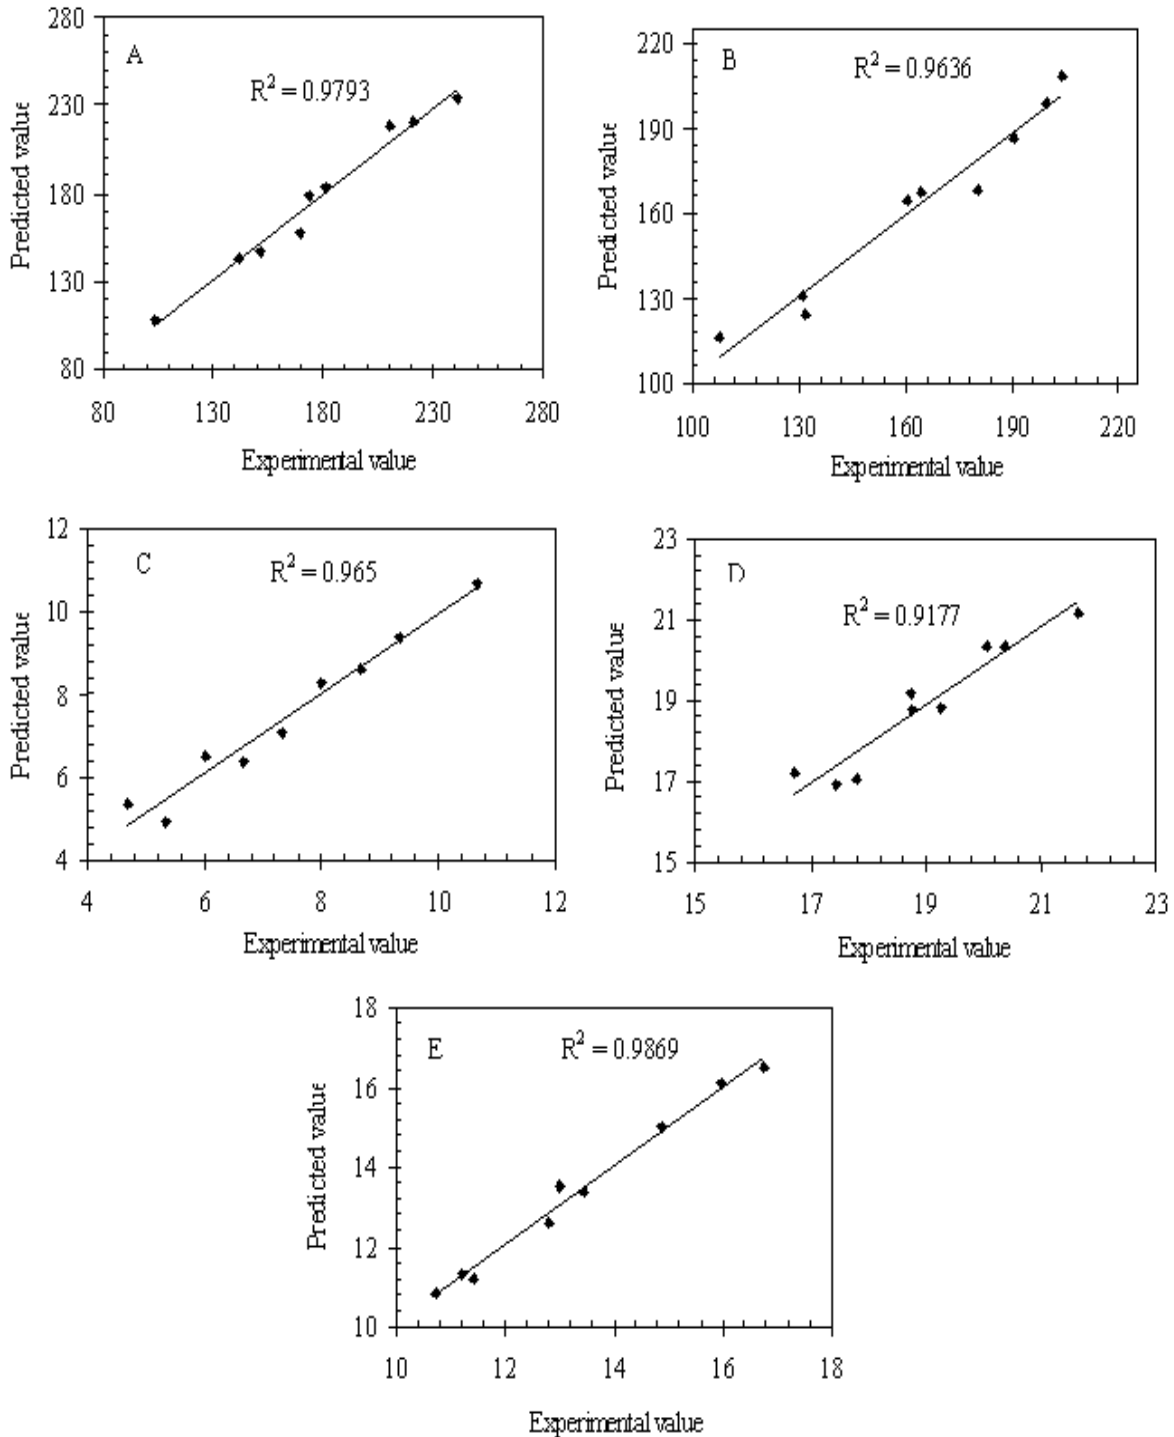 A
R² = 0.9793
Predicted value
280
230
180
130
80
80 130 180 230 280
Experimental value
B
R² = 0.9636
Predicted value
220
190
160
130
100
100 130 160 190 220
Experimental value
C
R² = 0.965
Predicted value
12
10
8
6
4
4 6 8 10 12
Experimental value
D
R² = 0.9177
Predicted value
23
21
19
17
15
15 17 19 21 23
Experimental value
E
R² = 0.9869
Predicted value
18
16
14
12
10
10 12 14 16 18
Experimental value